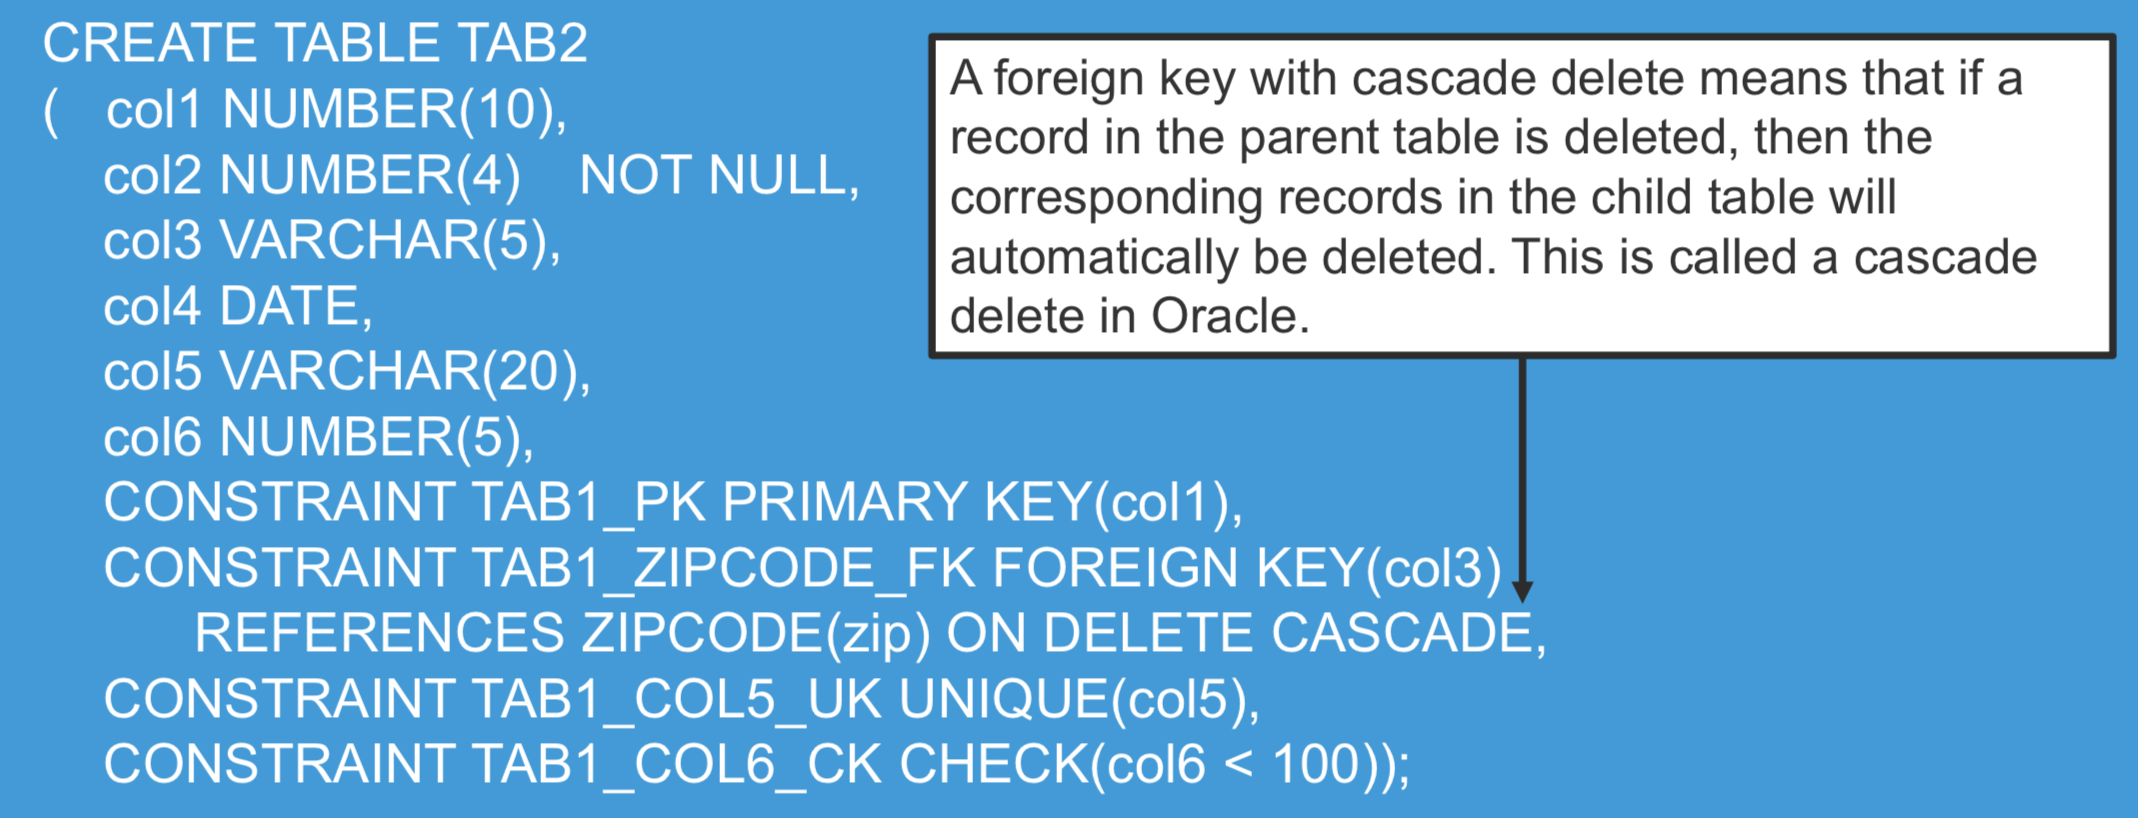 CREATE TABLE TAB2
( col1 NUMBER(10),
col2 NUMBER(4) NOT NULL,
col3 VARCHAR(5),
col4 DATE,
col5 VARCHAR(20),
col6 NUMBER(5),
CONSTRAINT TAB1_PK PRIMARY KEY(col1),
CONSTRAINT TAB1_ZIPCODE_FK FOREIGN KEY(col3)
REFERENCES ZIPCODE(zip) ON DELETE CASCADE,
CONSTRAINT TAB1_COL5_UK UNIQUE(col5),
CONSTRAINT TAB1_COL6_CK CHECK(col6 < 100));
A foreign key with cascade delete means that if a
record in the parent table is deleted, then the
corresponding records in the child table will
automatically be deleted. This is called a cascade
delete in Oracle.